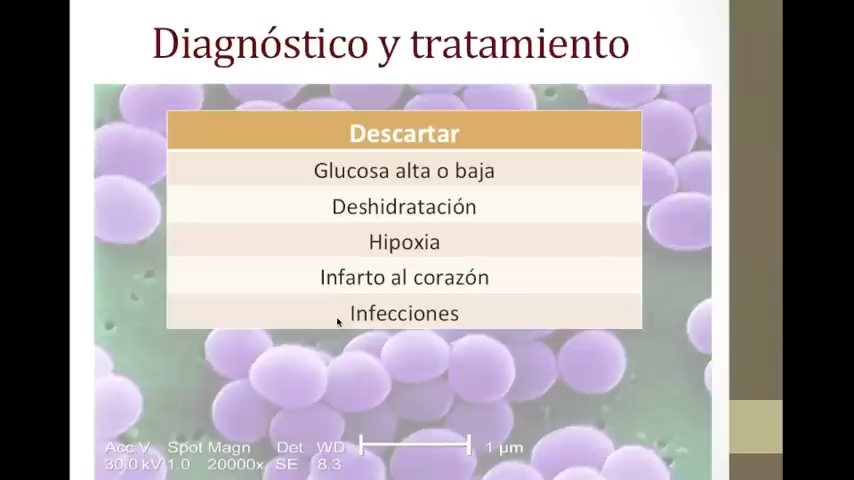 Diagnóstico y tratamiento
Descartar
Glucosa alta o baja
Deshidratación
Hipoxia
Infarto al corazón
Infecciones
Acc.V Spot Magn Det WD 1 µm
30.0 kV 1.0 20000x SE 8.3